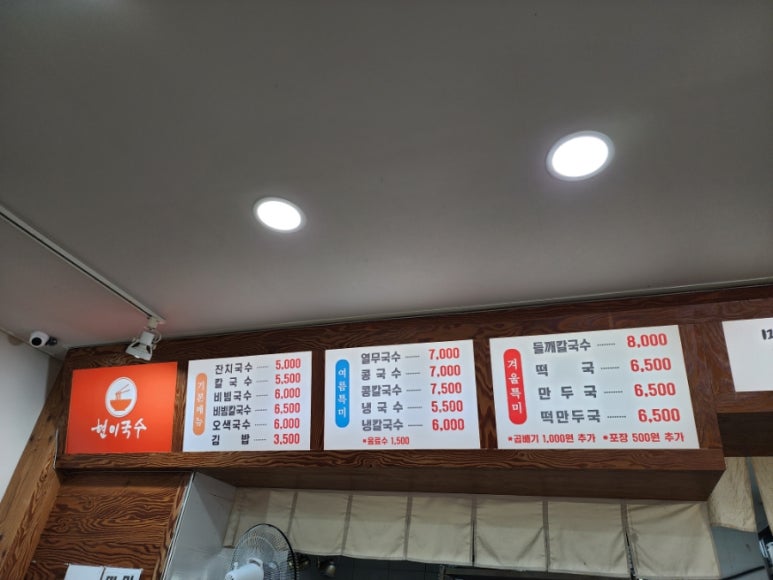 현이국수
기본메뉴
잔치국수 ······ 5,000
칼국수 ······ 5,500
비빔국수 ······ 6,000
비빔칼국수 ······ 6,500
오색국수 ······ 6,000
김밥 ······ 3,500
여름특미
열무국수 ······ 7,000
콩국수 ······ 7,000
콩칼국수 ······ 7,500
냉국수 ······ 5,500
냉칼국수 ······ 6,000
*음료수 1,500
겨울특미
들깨칼국수 ······ 8,000
떡국 ······ 6,500
만두국 ······ 6,500
떡만두국 ······ 6,500
*곱배기 1,000원 추가 *포장 500원 추가